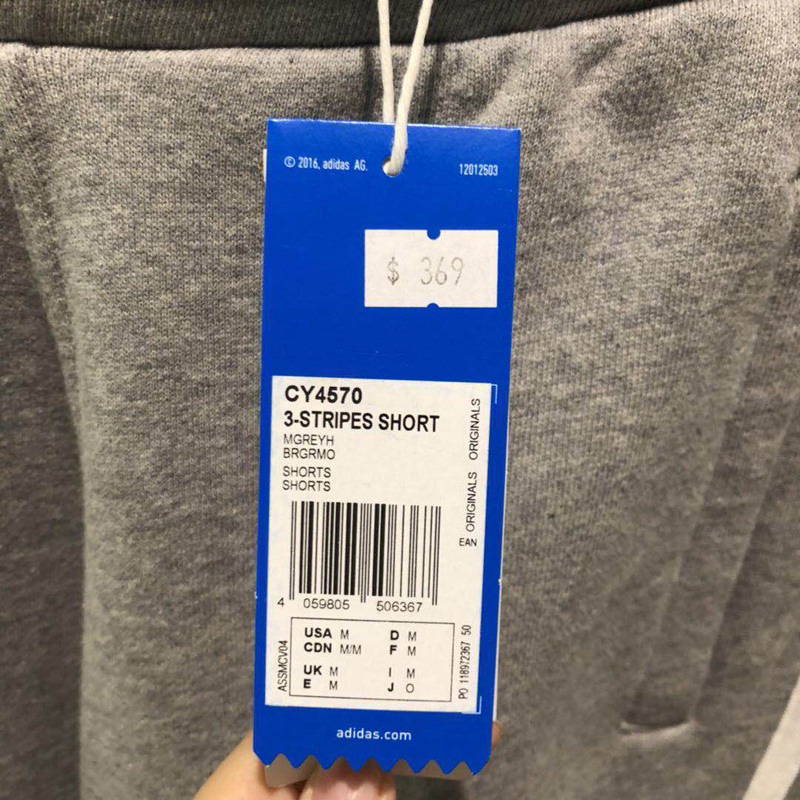 © 2016, adidas AG.
12012503
$ 369
CY4570
3-STRIPES SHORT
MGREYH
BRGRMO
SHORTS
SHORTS
ORIGINALS ORIGINALS
EAN
4 059805 506367
USA M D M
CDN M/M F M
UK M I M
E M J O
ASSMCV04
PO 118972367 50
adidas.com